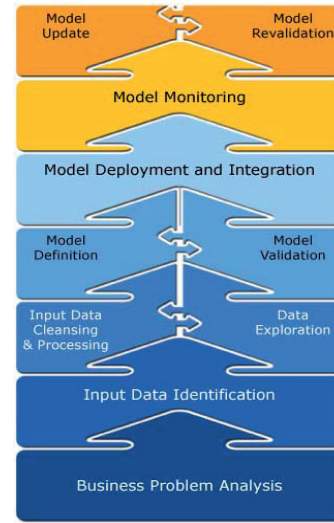 Model
Update
Model
Revalidation
Model Monitoring
Model Deployment and Integration
Model
Definition
Model
Validation
Input Data
Cleansing
& Processing
Data
Exploration
Input Data Identification
Business Problem Analysis